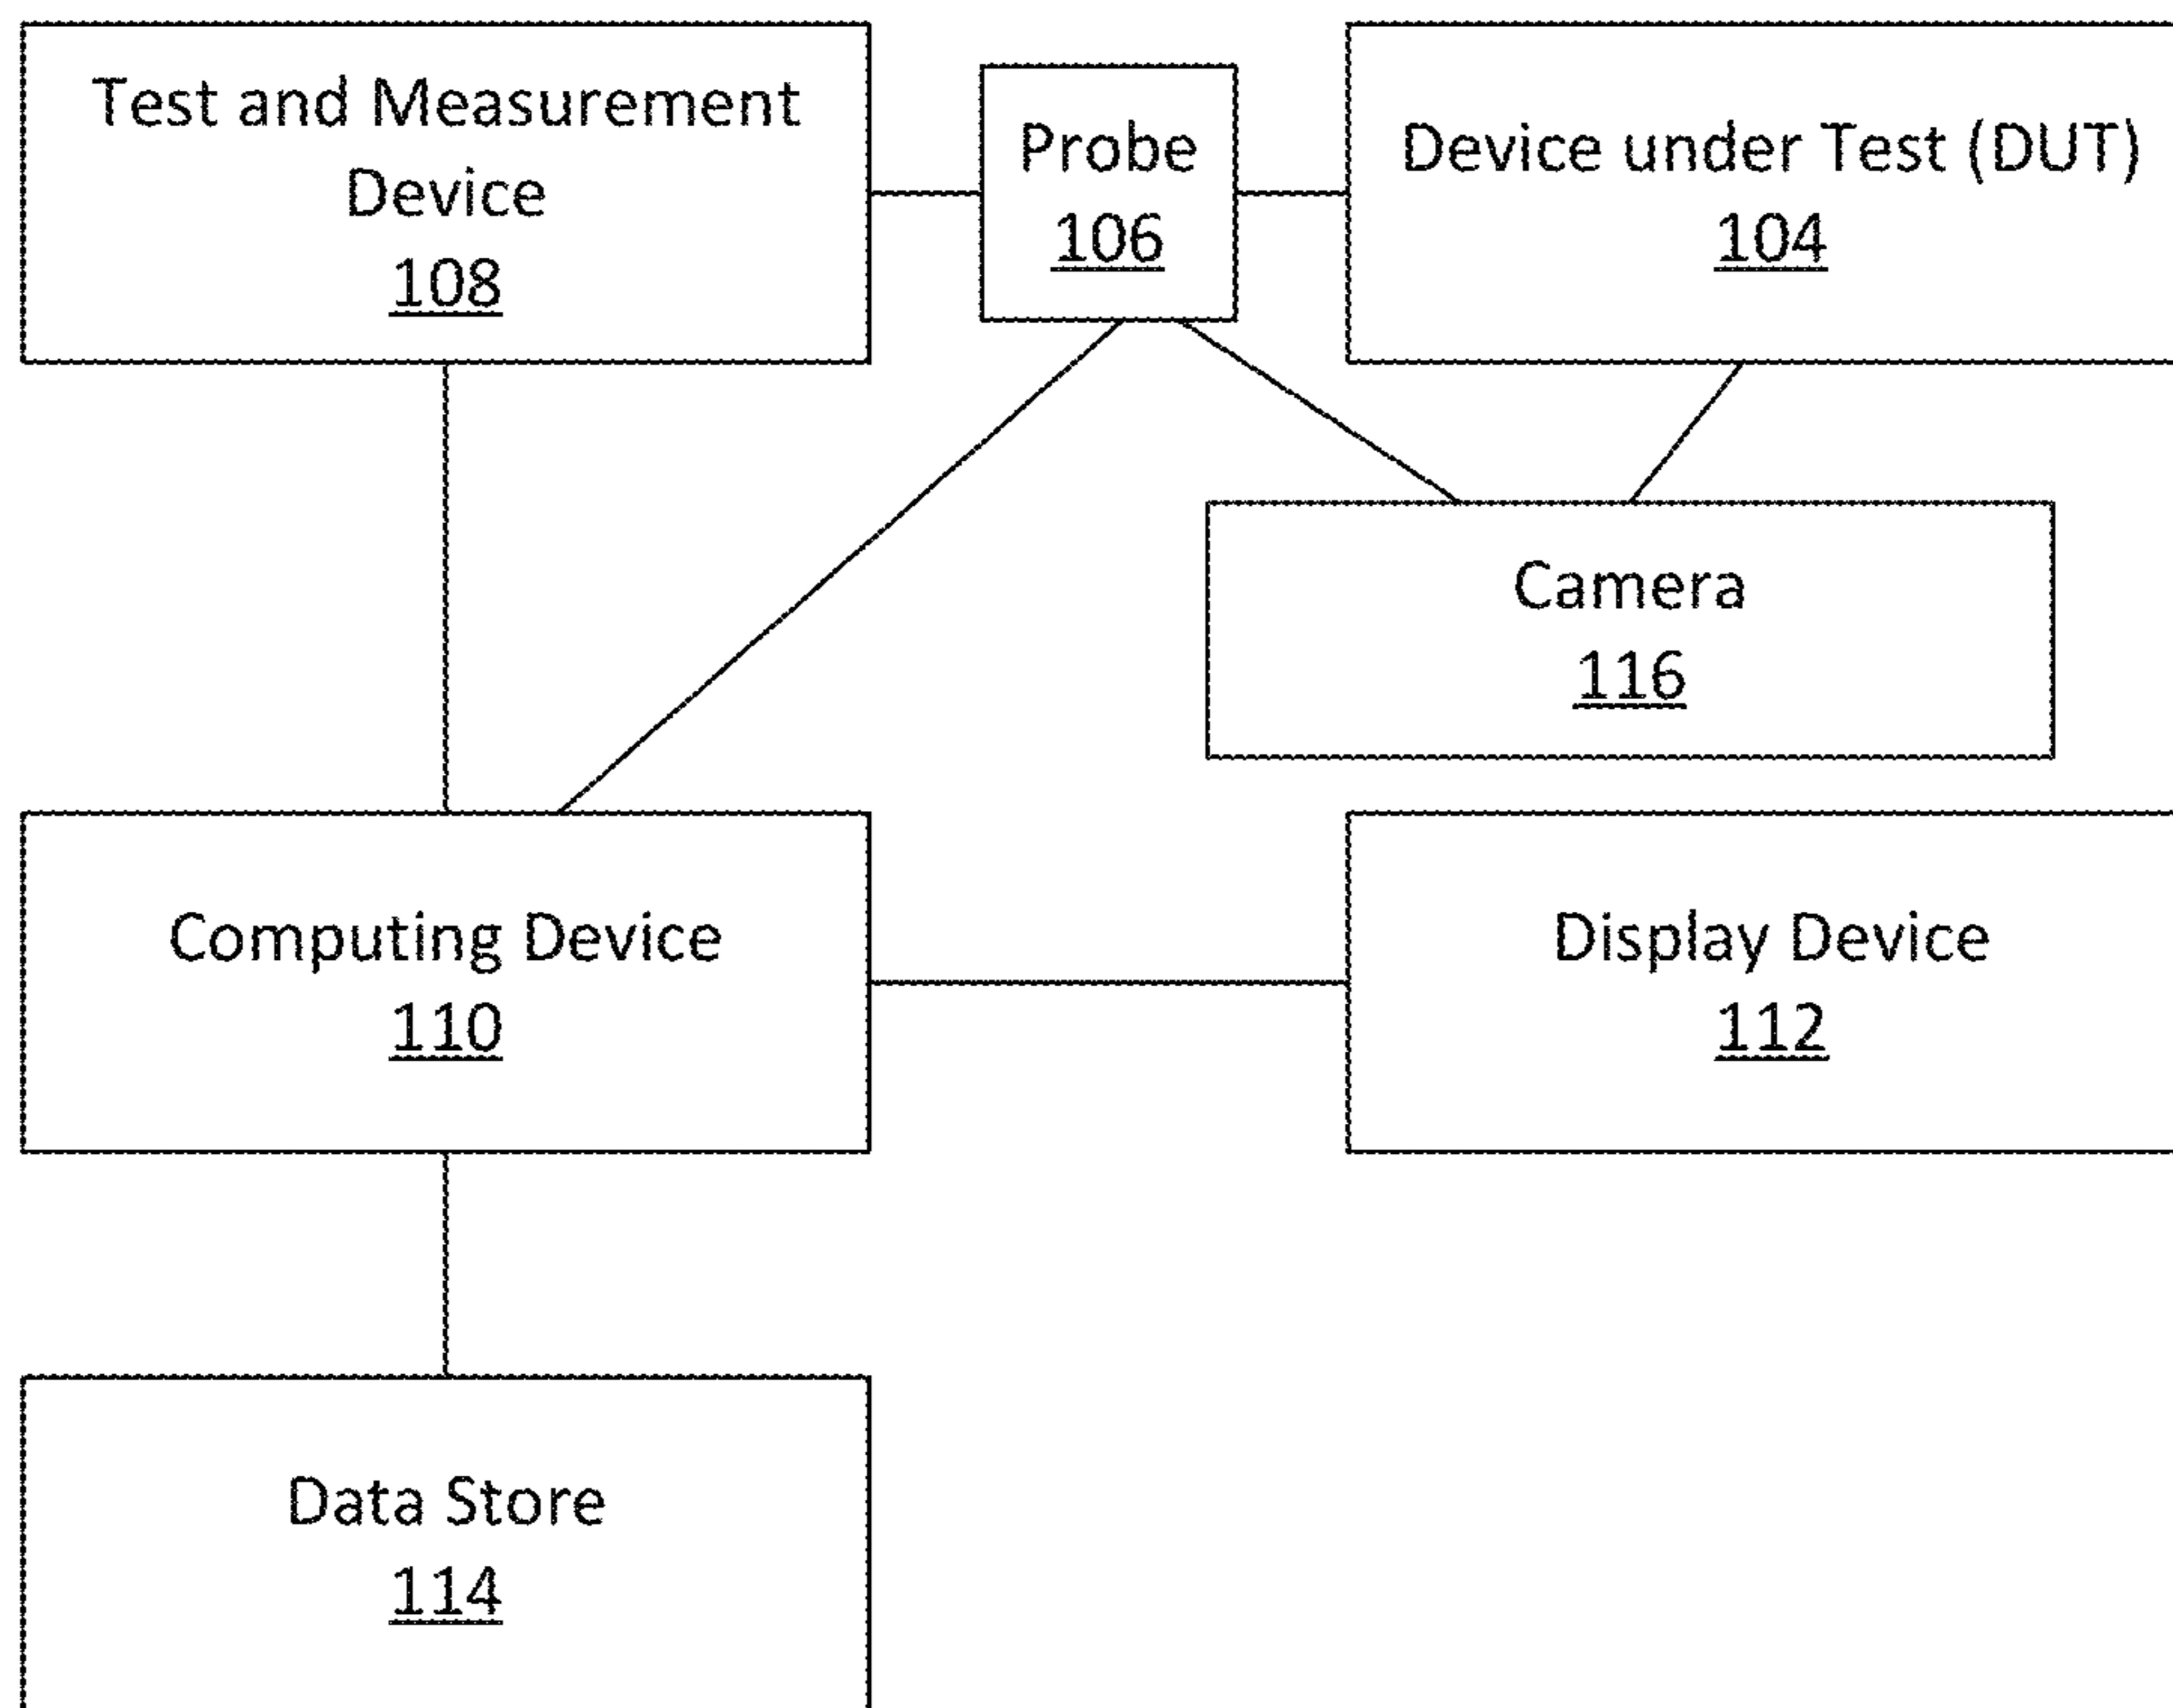 Test and Measurement
Device
108
Probe
106
Device under Test (DUT)
104
Camera
116
Computing Device
110
Display Device
112
Data Store
114